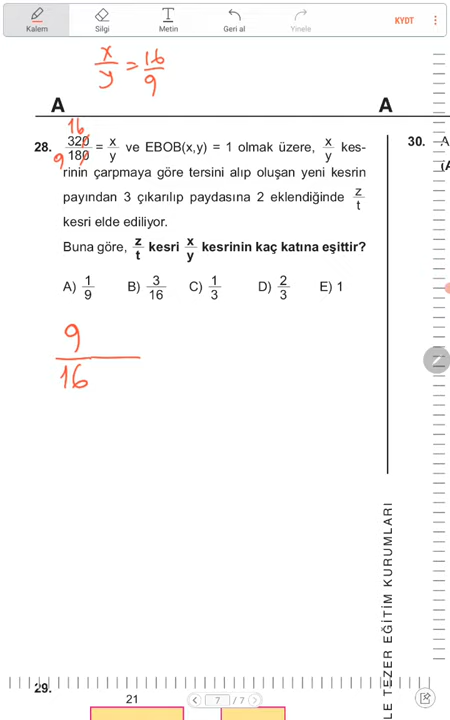 Kalem Silgi Metin Geri al Yinele KYDT
x/y = 16/9
A A
16
28. 320/180 = x/y ve EBOB(x,y) = 1 olmak üzere, x/y kes-
9
rinin çarpmaya göre tersini alıp oluşan yeni kesrin
payından 3 çıkarılıp paydasına 2 eklendiğinde z/t
kesri elde ediliyor.
Buna göre, z/t kesri x/y kesrinin kaç katına eşittir?
A) 1/9 B) 3/16 C) 1/3 D) 2/3 E) 1
9/16
30. A
(A
LE TEZER EĞİTİM KURUMLARI
29.
21
7 / 7